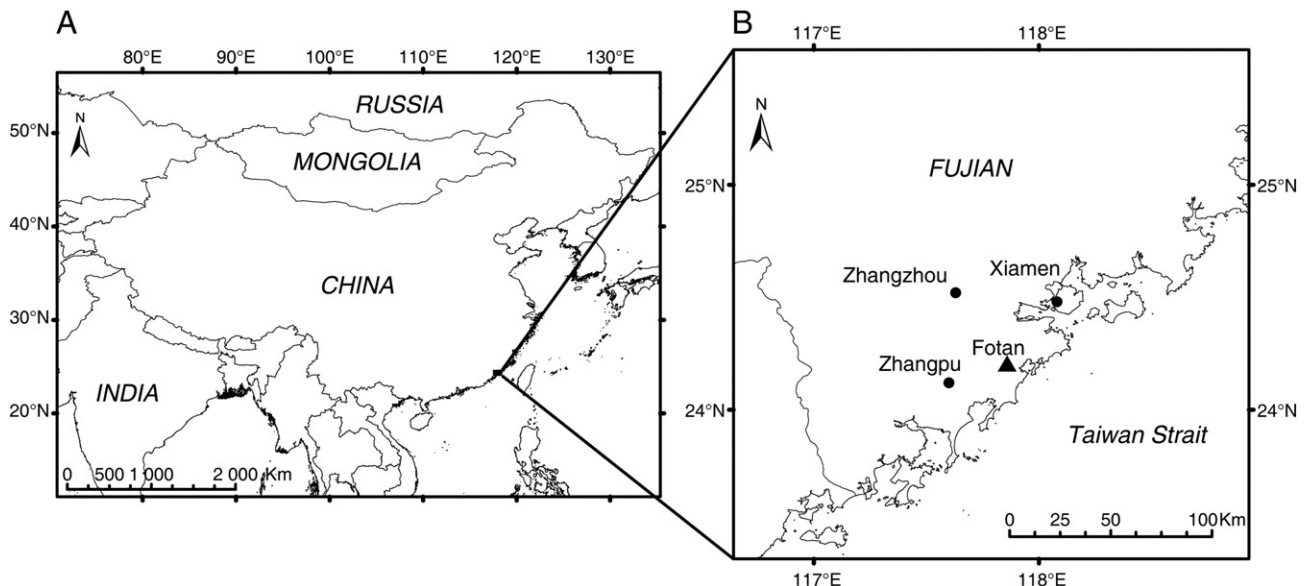 A
80°E 90°E 100°E 110°E 120°E 130°E
N
50°N
40°N
30°N
20°N
RUSSIA
MONGOLIA
CHINA
INDIA
0 500 1 000 2 000 Km
B
117°E 118°E
N
25°N 25°N
24°N 24°N
FUJIAN
Zhangzhou
Xiamen
Fotan
Zhangpu
Taiwan Strait
0 25 50 100Km
117°E 118°E